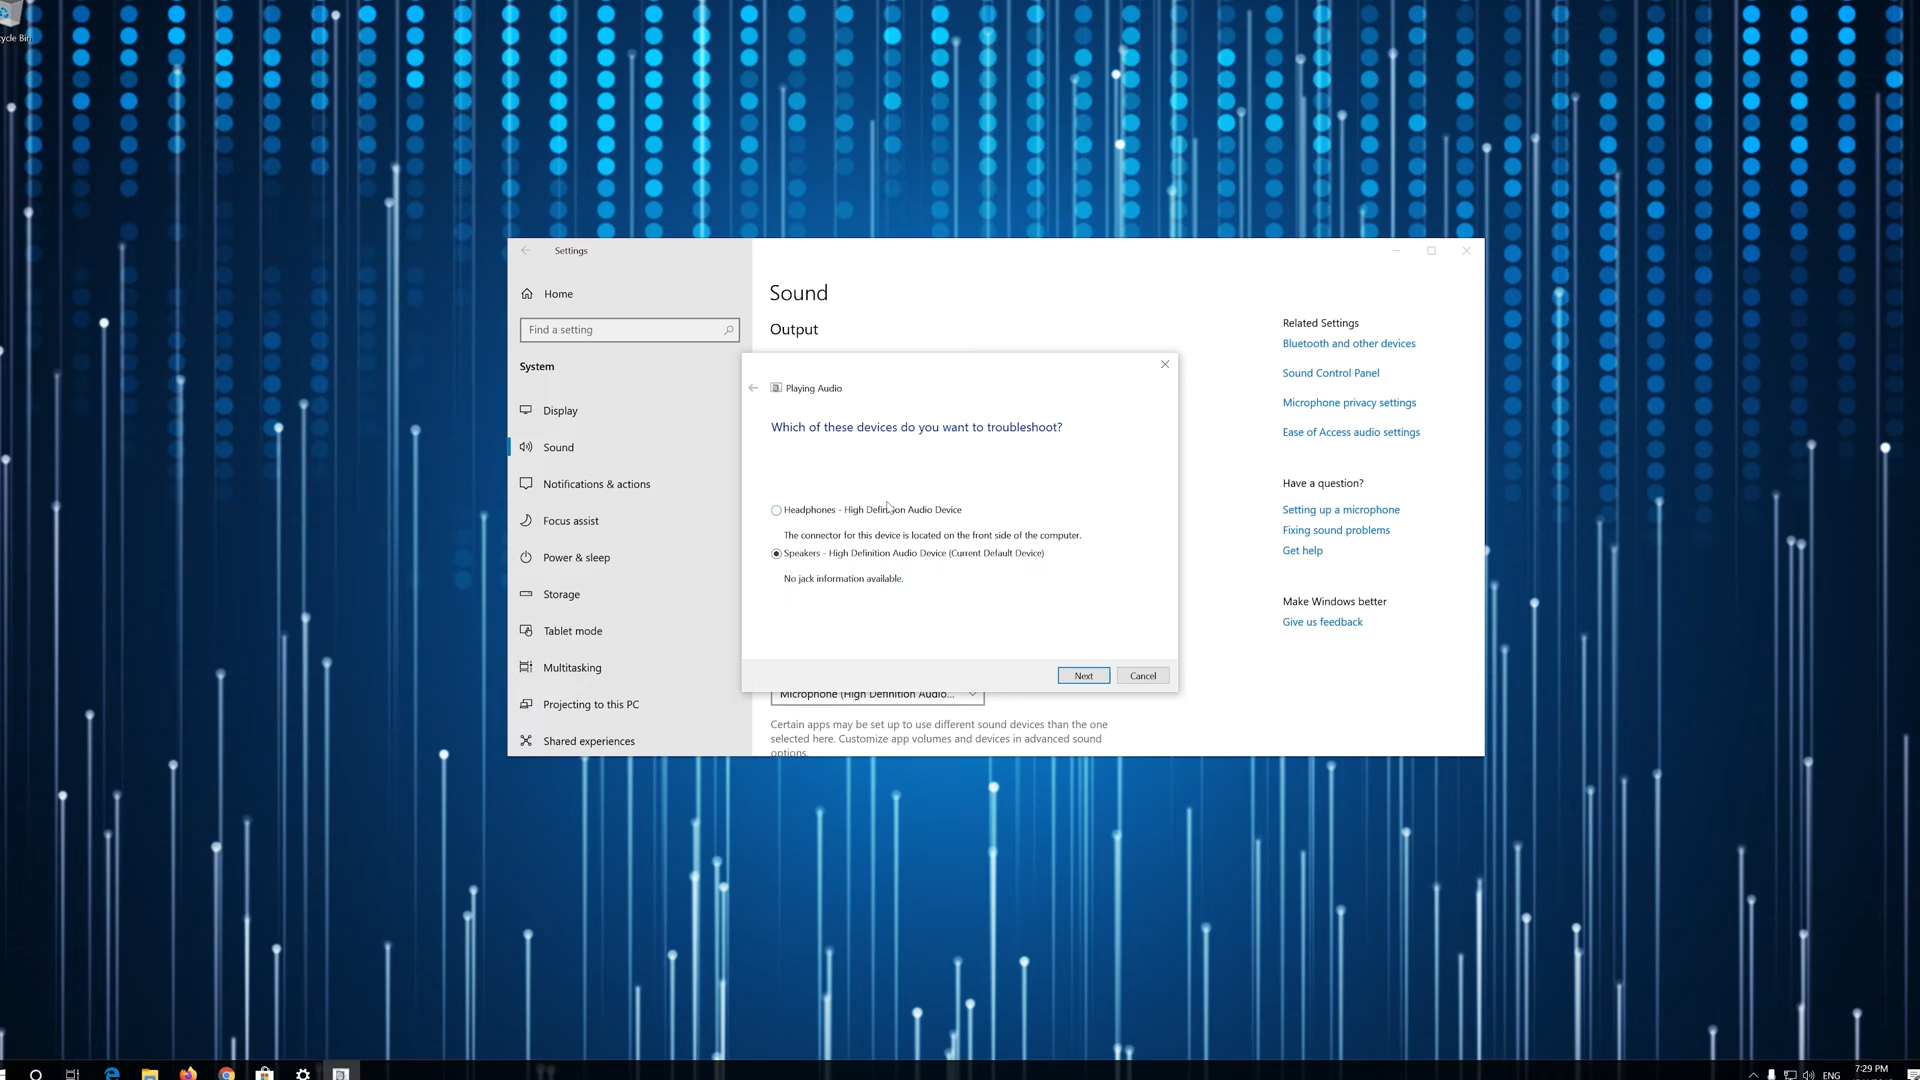 cycle Bin
Settings
Home
Find a setting
System
Display
Sound
Notifications & actions
Focus assist
Power & sleep
Storage
Tablet mode
Multitasking
Projecting to this PC
Shared experiences
Sound
Output
Playing Audio
Which of these devices do you want to troubleshoot?
Headphones - High Definition Audio Device
The connector for this device is located on the front side of the computer.
Speakers - High Definition Audio Device (Current Default Device)
No jack information available.
Next
Cancel
Microphone (High Definition Audio...
Certain apps may be set up to use different sound devices than the one
selected here. Customize app volumes and devices in advanced sound
options.
Related Settings
Bluetooth and other devices
Sound Control Panel
Microphone privacy settings
Ease of Access audio settings
Have a question?
Setting up a microphone
Fixing sound problems
Get help
Make Windows better
Give us feedback
ENG
7:29 PM